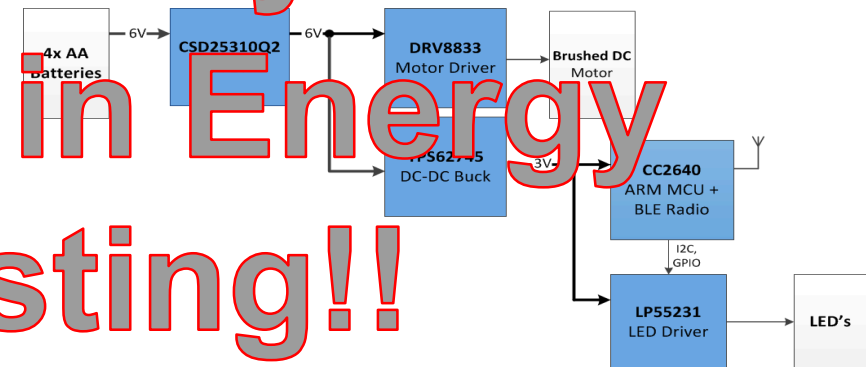 6V
6V
4x AA
Batteries
CSD25310Q2
DRV8833
Motor Driver
Brushed DC
Motor
in Energy
TPS62745
DC-DC Buck
3V
CC2640
ARM MCU +
BLE Radio
I2C,
GPIO
sting!!
LP55231
LED Driver
LED’s